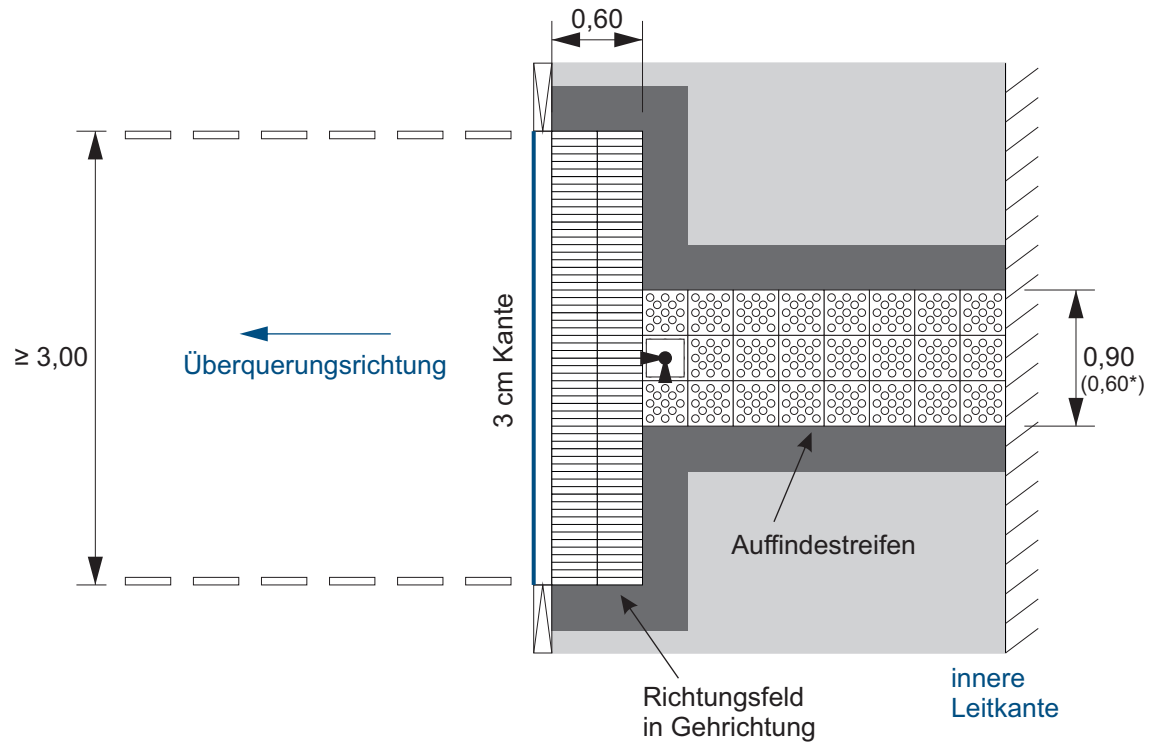 0,60
≥ 3,00
Überquerungsrichtung
3 cm Kante
0,90
(0,60*)
Auffindestreifen
Richtungsfeld
in Gehrichtung
innere
Leitkante